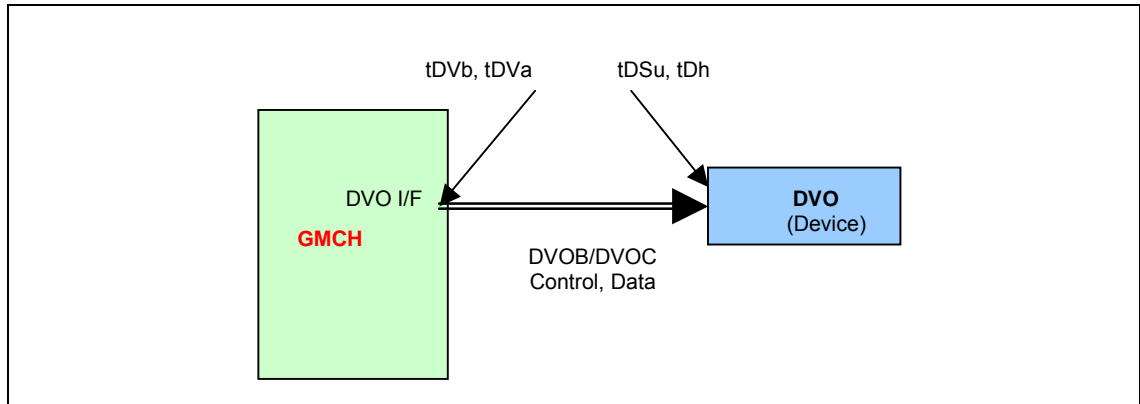 tDVb, tDVa
tDSu, tDh
DVO I/F
GMCH
DVO
(Device)
DVOB/DVOC
Control, Data